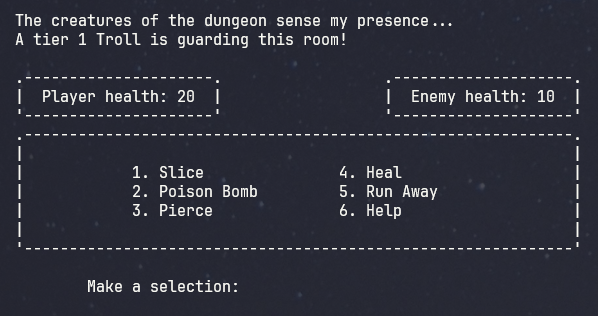 The creatures of the dungeon sense my presence...
A tier 1 Troll is guarding this room!
Player health: 20 Enemy health: 10
1. Slice 4. Heal
2. Poison Bomb 5. Run Away
3. Pierce 6. Help
Make a selection: